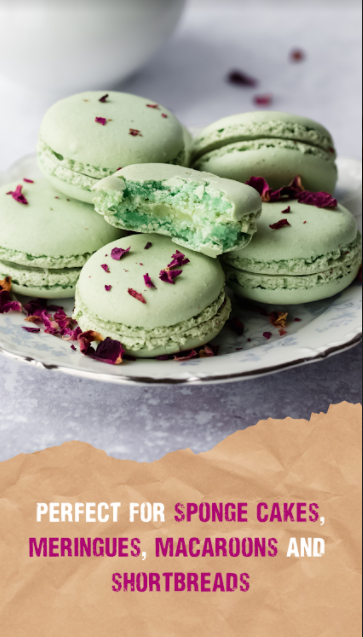 PERFECT FOR SPONGE CAKES,
MERINGUES, MACAROONS AND
SHORTBREADS